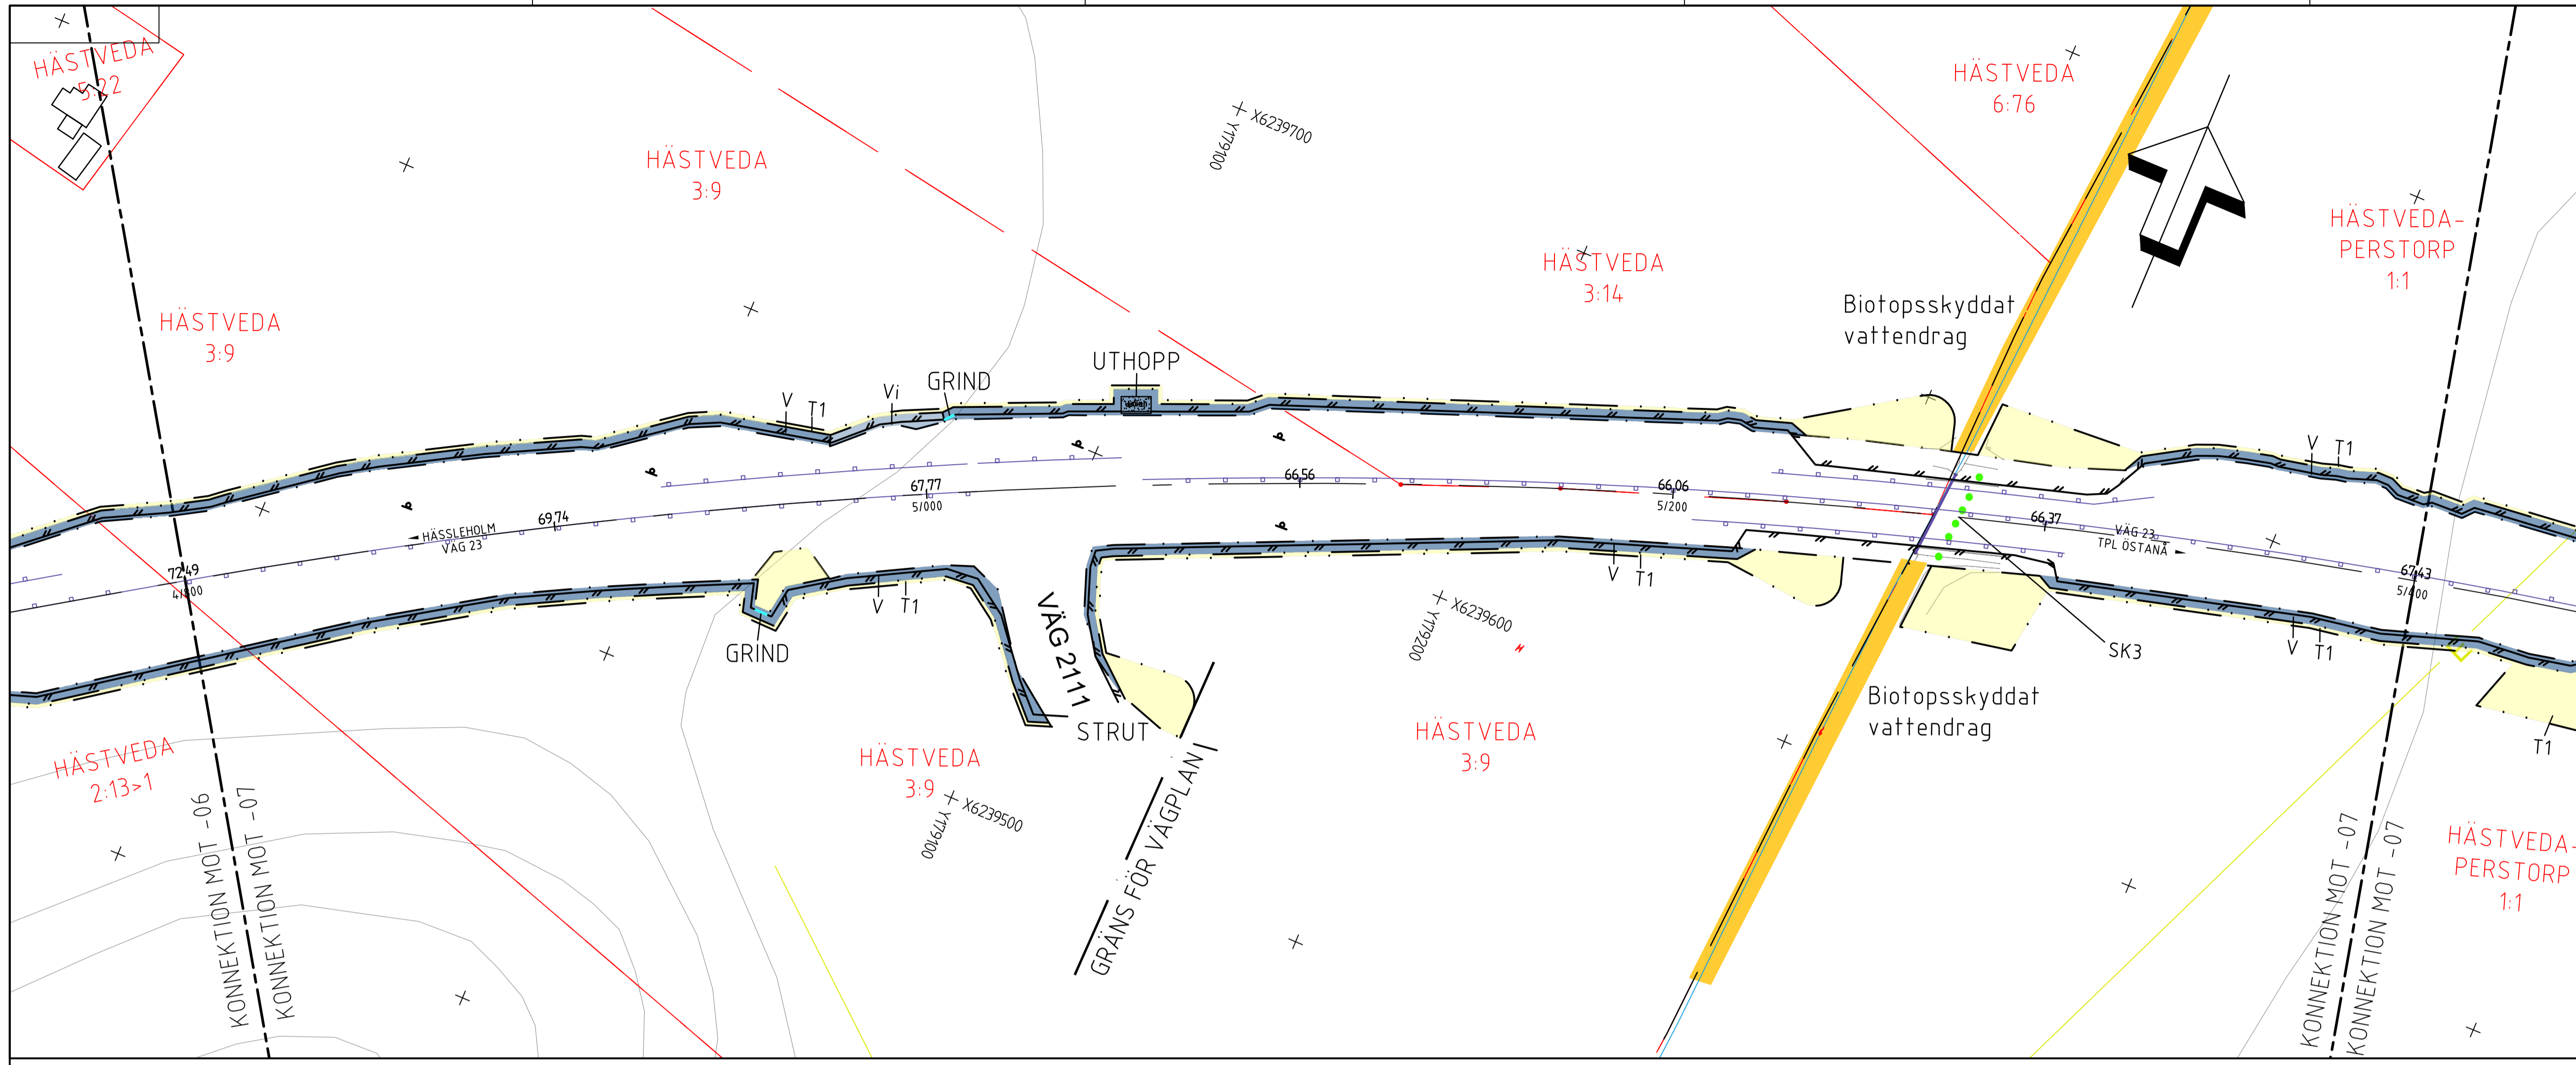 HÄSTVEDA
5:22
HÄSTVEDA
3:9
HÄSTVEDA
3:9
X6239700
Y179100
HÄSTVEDA
3:14
HÄSTVEDA
6:76
HÄSTVEDA-
PERSTORP
1:1
Biotopsskyddat
vattendrag
UTHOPP
GRIND
V
T1
Vi
V
T1
72,49
4/800
HÄSSLEHOLM
VÄG 23
69,74
67,77
5/000
66,56
66,06
5/200
66,37
VÄG 23
TPL ÖSTANÅ
67,43
5/400
GRIND
V
T1
VÄG 2111
STRUT
V
T1
X6239600
Y179200
SK3
V
T1
T1
Biotopsskyddat
vattendrag
HÄSTVEDA
2:13>1
HÄSTVEDA
3:9
X6239500
Y179100
GRÄNS FÖR VÄGPLAN
HÄSTVEDA
3:9
HÄSTVEDA-
PERSTORP
1:1
KONNEKTION MOT -06
KONNEKTION MOT -07
KONNEKTION MOT -07
KONNEKTION MOT -07